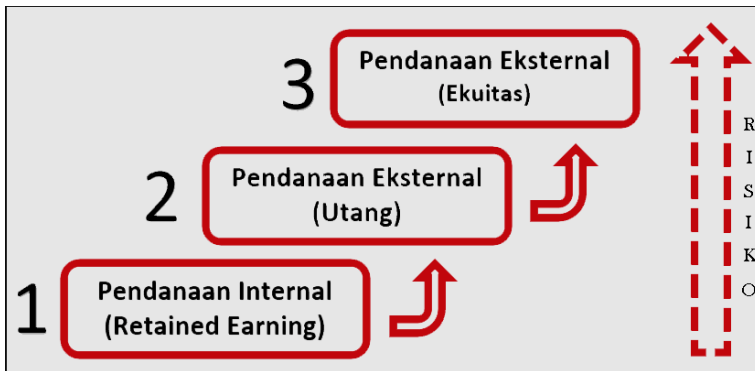 3
Pendanaan Eksternal
(Ekuitas)
2
Pendanaan Eksternal
(Utang)
1
Pendanaan Internal
(Retained Earning)
R
I
S
I
K
O